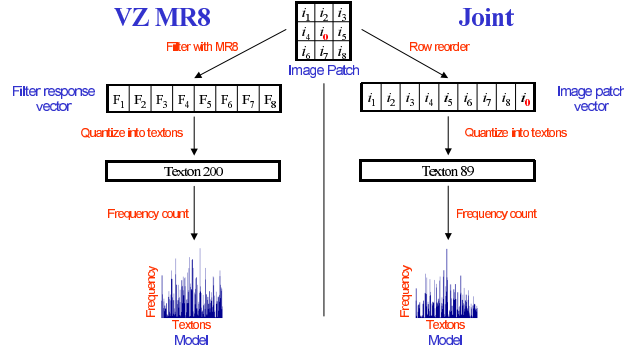 VZ MR8
Joint
i1 i2 i3
i4 i0 i5
i6 i7 i8
Image Patch
Filter with MR8
Row reorder
Filter response vector
F1 F2 F3 F4 F5 F6 F7 F8
i1 i2 i3 i4 i5 i6 i7 i8 i0
Image patch vector
Quantize into textons
Quantize into textons
Texton 200
Texton 89
Frequency count
Frequency count
Frequency
Textons
Model
Frequency
Textons
Model